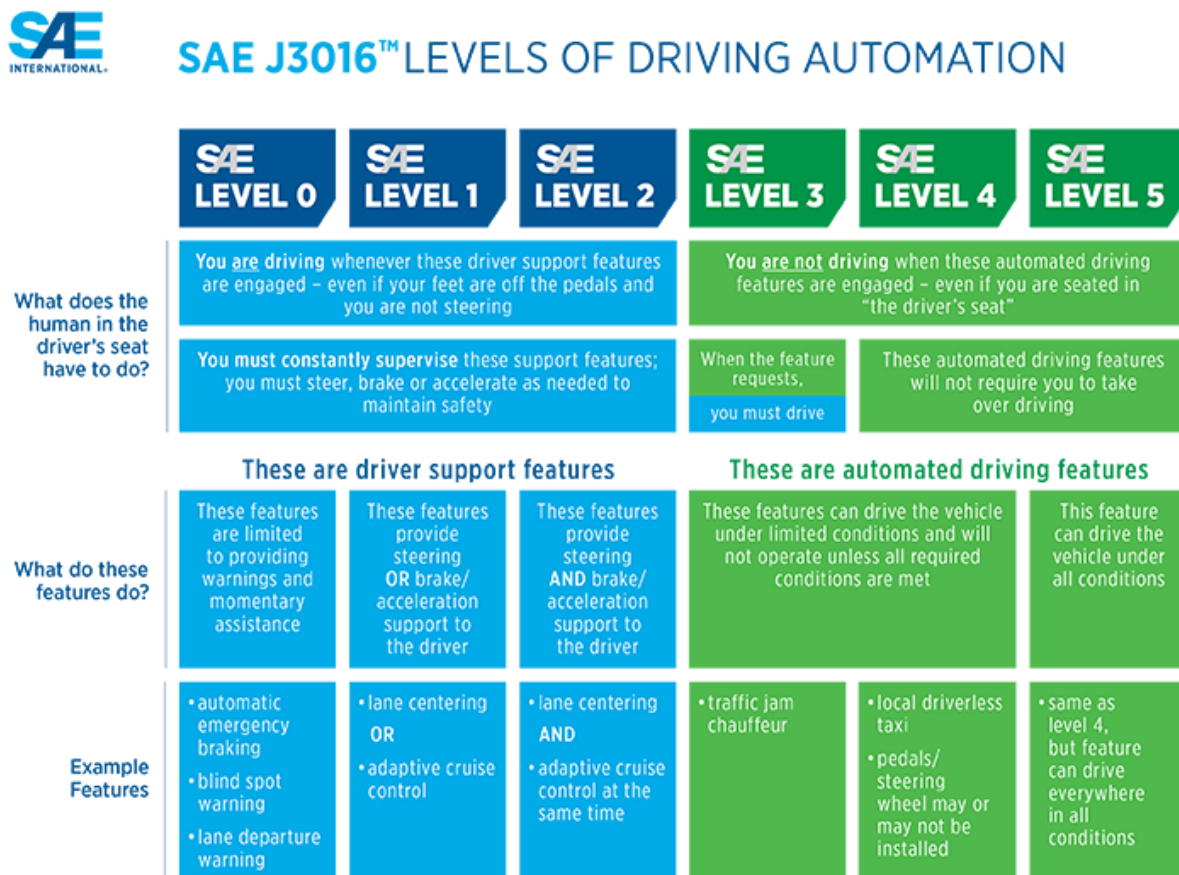 SAE
INTERNATIONAL®
SAE J3016™ LEVELS OF DRIVING AUTOMATION
SAE
LEVEL 0
SAE
LEVEL 1
SAE
LEVEL 2
SAE
LEVEL 3
SAE
LEVEL 4
SAE
LEVEL 5
What does the
human in the
driver's seat
have to do?
You are driving whenever these driver support features
are engaged – even if your feet are off the pedals and
you are not steering
You are not driving when these automated driving
features are engaged – even if you are seated in
“the driver's seat”
You must constantly supervise these support features;
you must steer, brake or accelerate as needed to
maintain safety
When the feature
requests,
you must drive
These automated driving features
will not require you to take
over driving
These are driver support features
These are automated driving features
What do these
features do?
These features
are limited
to providing
warnings and
momentary
assistance
These features
provide
steering
OR brake/
acceleration
support to
the driver
These features
provide
steering
AND brake/
acceleration
support to
the driver
These features can drive the vehicle
under limited conditions and will
not operate unless all required
conditions are met
This feature
can drive the
vehicle under
all conditions
Example
Features
• automatic
emergency
braking
• blind spot
warning
• lane departure
warning
• lane centering
OR
• adaptive cruise
control
• lane centering
AND
• adaptive cruise
control at the
same time
• traffic jam
chauffeur
• local driverless
taxi
• pedals/
steering
wheel may or
may not be
installed
• same as
level 4,
but feature
can drive
everywhere
in all
conditions